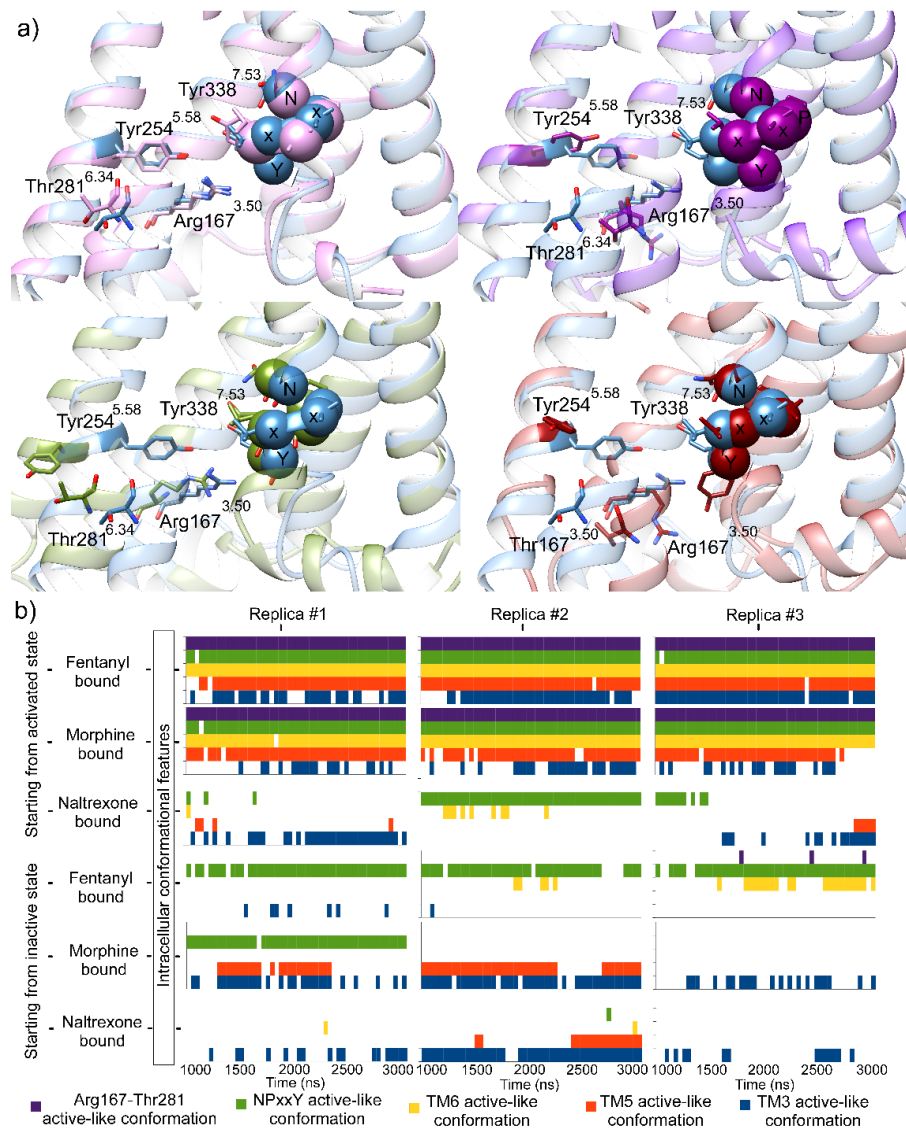 a)
7.53
Tyr338
N
5.58
Tyr254
x
x
Y
6.34
Thr281
3.50
Arg167
7.53
N
5.58
Tyr254
Tyr338
P
x
x
Y
Arg167
3.50
6.34
Thr281
7.53
N
5.58
Tyr254
Tyr338
x
x
Y
Arg167
3.50
6.34
Thr281
7.53
N
5.58
Tyr254
Tyr338
x
x
Y
3.50
Thr167
Arg167
3.50
b)
Replica #1 Replica #2 Replica #3
Starting from activated state
Fentanyl
bound
Morphine
bound
Naltrexone
bound
Starting from inactive state
Fentanyl
bound
Morphine
bound
Naltrexone
bound
Intracellular conformational features
1000 1500 2000 2500 3000 1000 1500 2000 2500 3000 1000 1500 2000 2500 3000
Time (ns) Time (ns) Time (ns)
Arg167-Thr281
active-like conformation
NPxxY active-like
conformation
TM6 active-like
conformation
TM5 active-like
conformation
TM3 active-like
conformation